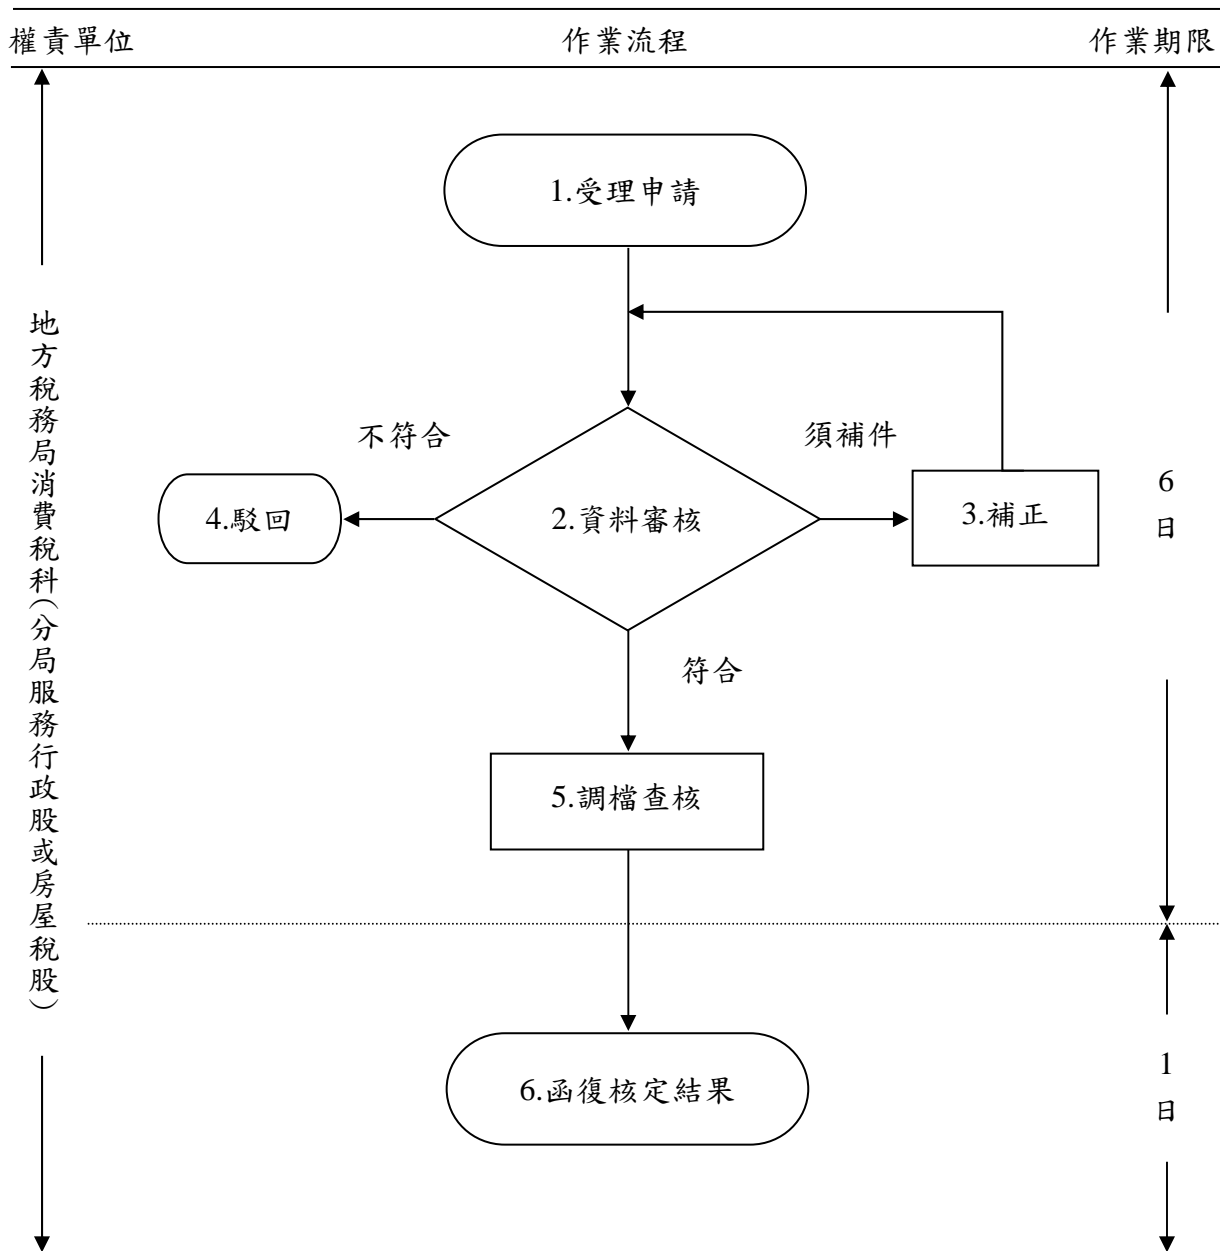 權責單位
作業流程
作業期限
1.受理申請
不符合
須補件
4.駁回
2.資料審核
3.補正
符合
5.調檔查核
6.函復核定結果
地方稅務局消費稅科(分局服務行政股或房屋稅股)
6
日
1
日